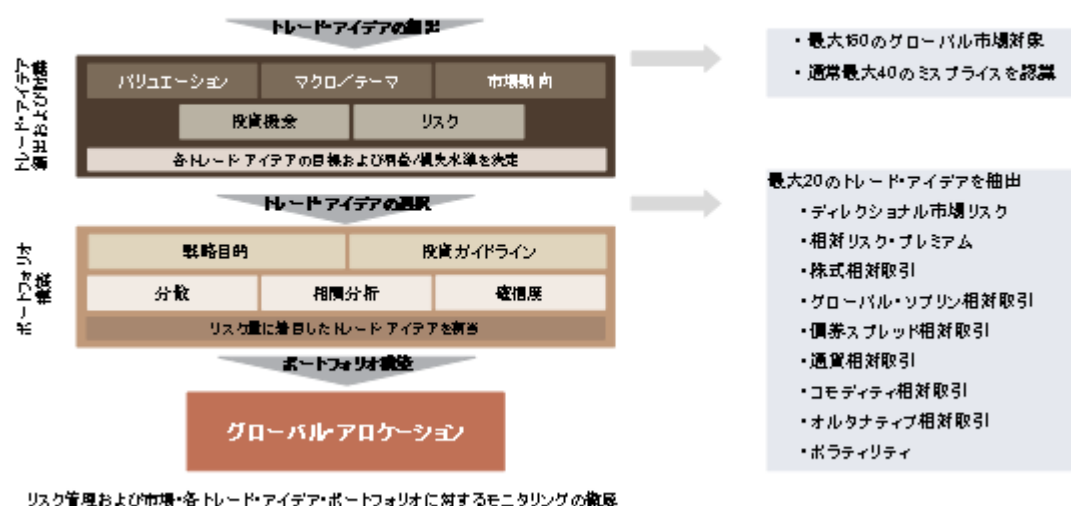 トレード・アイデアの創出
トレード・アイデア
創出および討議
バリュエーション
マクロ／テーマ
市場動向
投資機会
リスク
各トレード・アイデアの目標および利益/損失水準を決定
・最大160のグローバル市場対象
・通常最大40のミスプライスを認識
トレード・アイデアの選択
ポートフォリオ
構築
戦略目的
投資ガイドライン
分散
相関分析
確信度
リスク量に着目したトレード・アイデアを割当
最大20のトレード・アイデアを抽出
・ディレクショナル市場リスク
・相対リスク・プレミアム
・株式相対取引
・グローバル・ソブリン相対取引
・債券スプレッド相対取引
・通貨相対取引
・コモディティ相対取引
・オルタナティブ相対取引
・ボラティリティ
ポートフォリオ構築
グローバル・アロケーション
リスク管理および市場・各トレード・アイデア・ポートフォリオに対するモニタリングの徹底